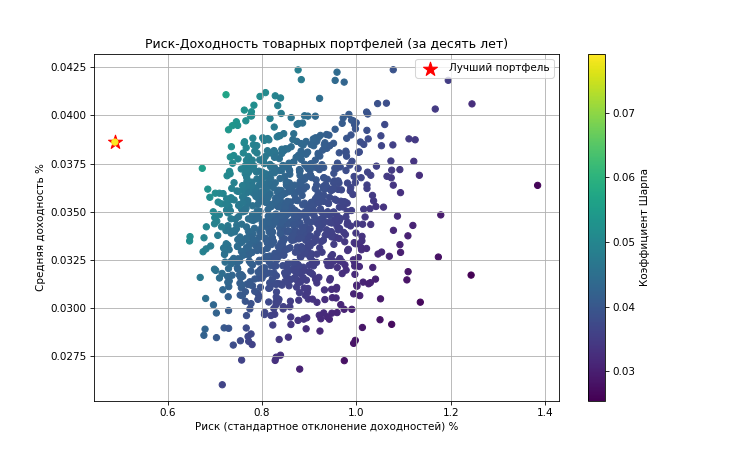 Риск-Доходность товарных портфелей (за десять лет)
Лучший портфель
Средняя доходность %
0.0425
0.0400
0.0375
0.0350
0.0325
0.0300
0.0275
0.6 0.8 1.0 1.2 1.4
Риск (стандартное отклонение доходностей) %
0.07
0.06
0.05
0.04
0.03
Коэффициент Шарпа